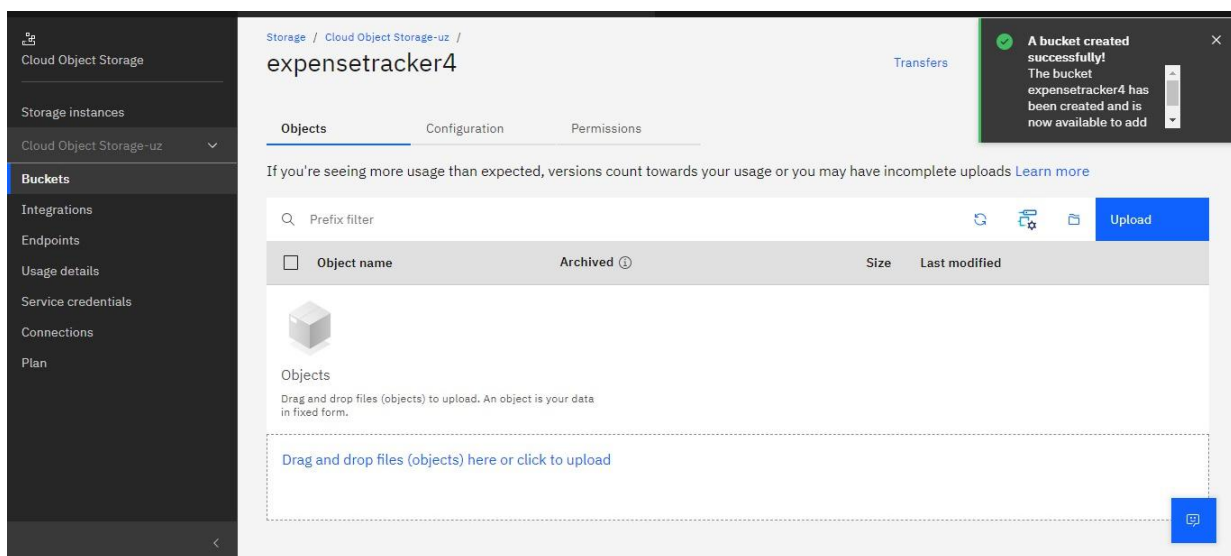 Cloud Object Storage
Storage instances
Cloud Object Storage-uz
Buckets
Integrations
Endpoints
Usage details
Service credentials
Connections
Plan
Storage / Cloud Object Storage-uz /
expensetracker4
Transfers
A bucket created
successfully!
The bucket
expensetracker4 has
been created and is
now available to add
Objects Configuration Permissions
If you're seeing more usage than expected, versions count towards your usage or you may have incomplete uploads Learn more
Prefix filter
Upload
Object name Archived Size Last modified
Objects
Drag and drop files (objects) to upload. An object is your data
in fixed form.
Drag and drop files (objects) here or click to upload